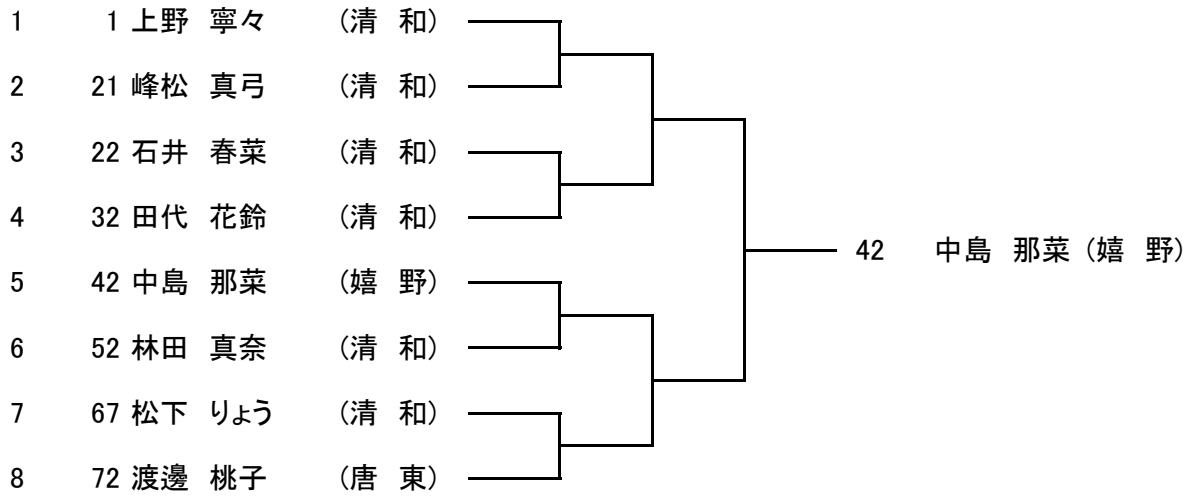 1 1 上野 寧々 (清 和)
2 21 峰松 真弓 (清 和)
3 22 石井 春菜 (清 和)
4 32 田代 花鈴 (清 和)
42 中島 那菜 (嬉 野)
5 42 中島 那菜 (嬉 野)
6 52 林田 真奈 (清 和)
7 67 松下 りょう (清 和)
8 72 渡邊 桃子 (唐 東)